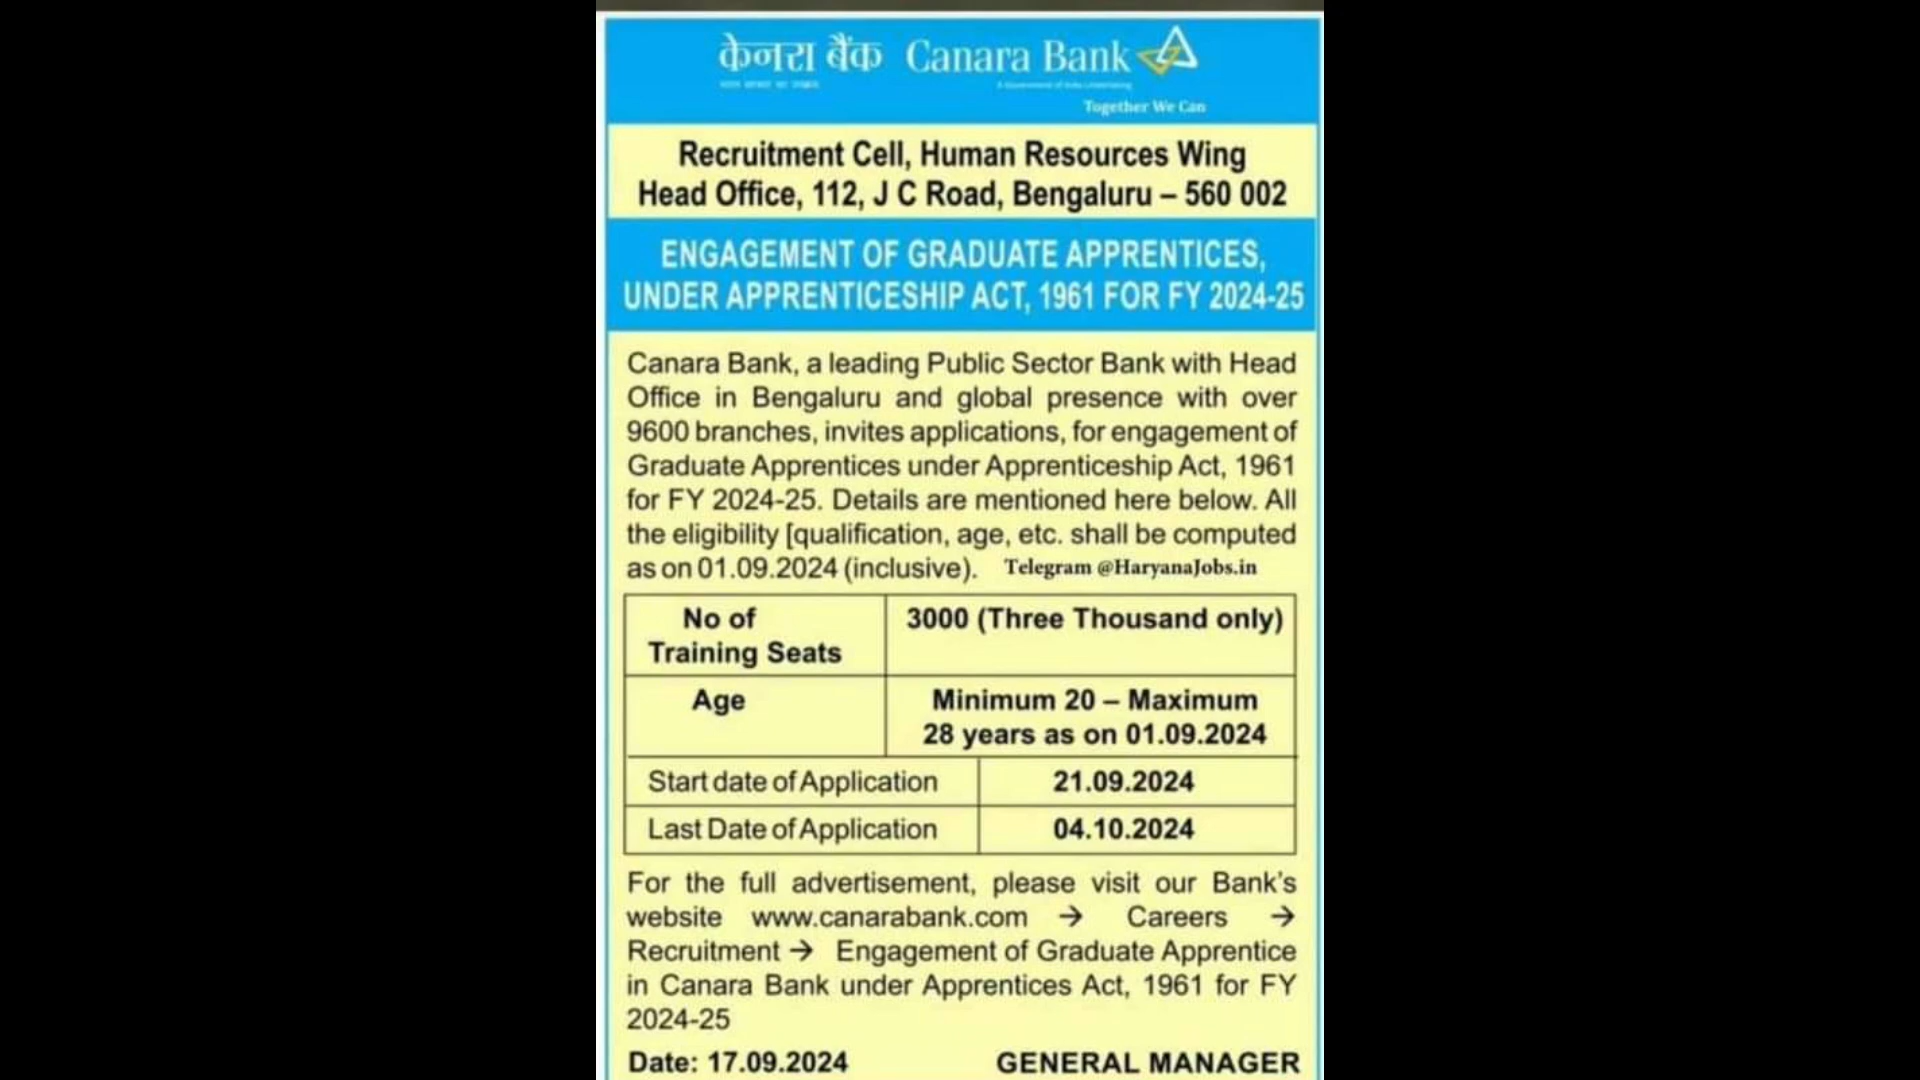 केनरा बैंक Canara Bank
Together We Can
Recruitment Cell, Human Resources Wing
Head Office, 112, J C Road, Bengaluru – 560 002
ENGAGEMENT OF GRADUATE APPRENTICES,
UNDER APPRENTICESHIP ACT, 1961 FOR FY 2024-25
Canara Bank, a leading Public Sector Bank with Head
Office in Bengaluru and global presence with over
9600 branches, invites applications, for engagement of
Graduate Apprentices under Apprenticeship Act, 1961
for FY 2024-25. Details are mentioned here below. All
the eligibility [qualification, age, etc. shall be computed
as on 01.09.2024 (inclusive). Telegram @HaryanaJobs.in
No of 3000 (Three Thousand only)
Training Seats
Age Minimum 20 – Maximum
28 years as on 01.09.2024
Start date of Application 21.09.2024
Last Date of Application 04.10.2024
For the full advertisement, please visit our Bank's
website www.canarabank.com → Careers →
Recruitment → Engagement of Graduate Apprentice
in Canara Bank under Apprentices Act, 1961 for FY
2024-25
Date: 17.09.2024 GENERAL MANAGER